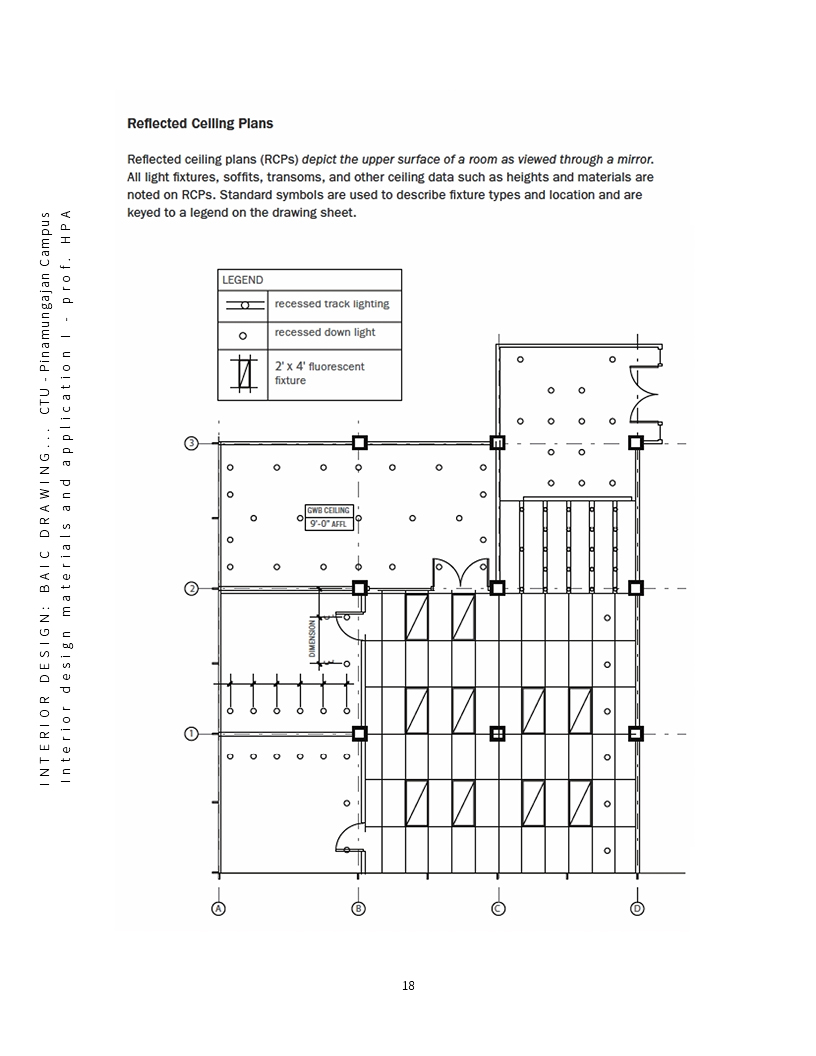 INTERIOR DESIGN: BAIC DRAWING... CTU - Pinamungajan Campus
Interior design materials and application I - prof. HPA
Reflected Ceiling Plans
Reflected ceiling plans (RCPs) depict the upper surface of a room as viewed through a mirror.
All light fixtures, soffits, transoms, and other ceiling data such as heights and materials are
noted on RCPs. Standard symbols are used to describe fixture types and location and are
keyed to a legend on the drawing sheet.
LEGEND
recessed track lighting
recessed down light
2' x 4' fluorescent
fixture
3
GWB CEILING
9'-0" AFFL
2
DIMENSION
1
A
B
C
D
18